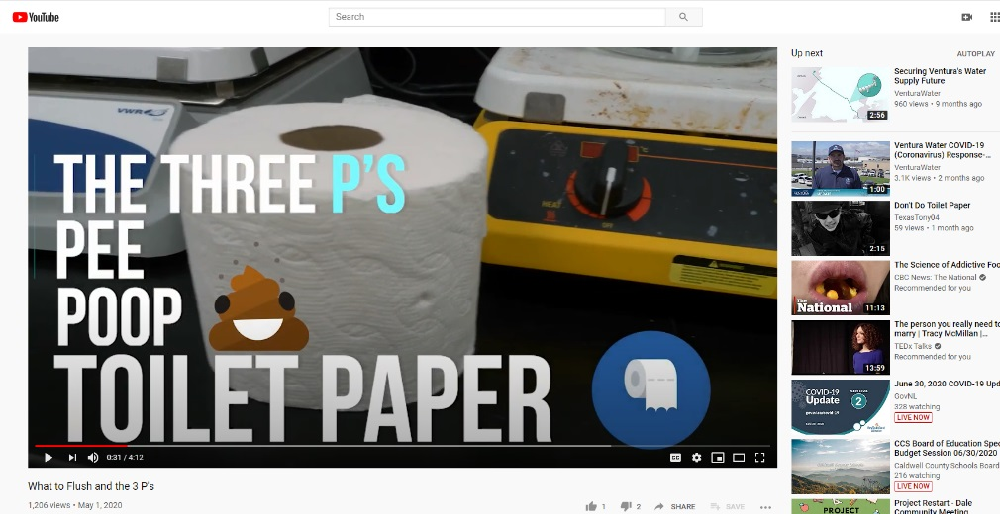 YouTube
Search
vwr
THE THREE P'S
PEE
POOP
TOILET PAPER
HEAT
WARNING
0:31 / 4:12
CC
What to Flush and the 3 P's
1,206 views • May 1, 2020
1
2
SHARE
SAVE
Up next
AUTOPLAY
2:56
Securing Ventura's Water
Supply Future
VenturaWater
960 views • 9 months ago
1:00
Ventura Water COVID-19
(Coronavirus) Response-...
VenturaWater
3.1K views • 2 months ago
2:15
Don't Do Toilet Paper
TexasTony04
59 views • 1 month ago
The National
11:13
The Science of Addictive Foo
CBC News: The National
Recommended for you
13:59
The person you really need to
marry | Tracy McMillan |...
TEDx Talks
Recommended for you
COVID-19
Update
2
June 30, 2020 COVID-19 Upd
GovNL
328 watching
LIVE NOW
CCS Board of Education Spec
Budget Session 06/30/2020
Caldwell County Schools Board
216 watching
LIVE NOW
PROJECT
Project Restart - Dale
Community Meeting